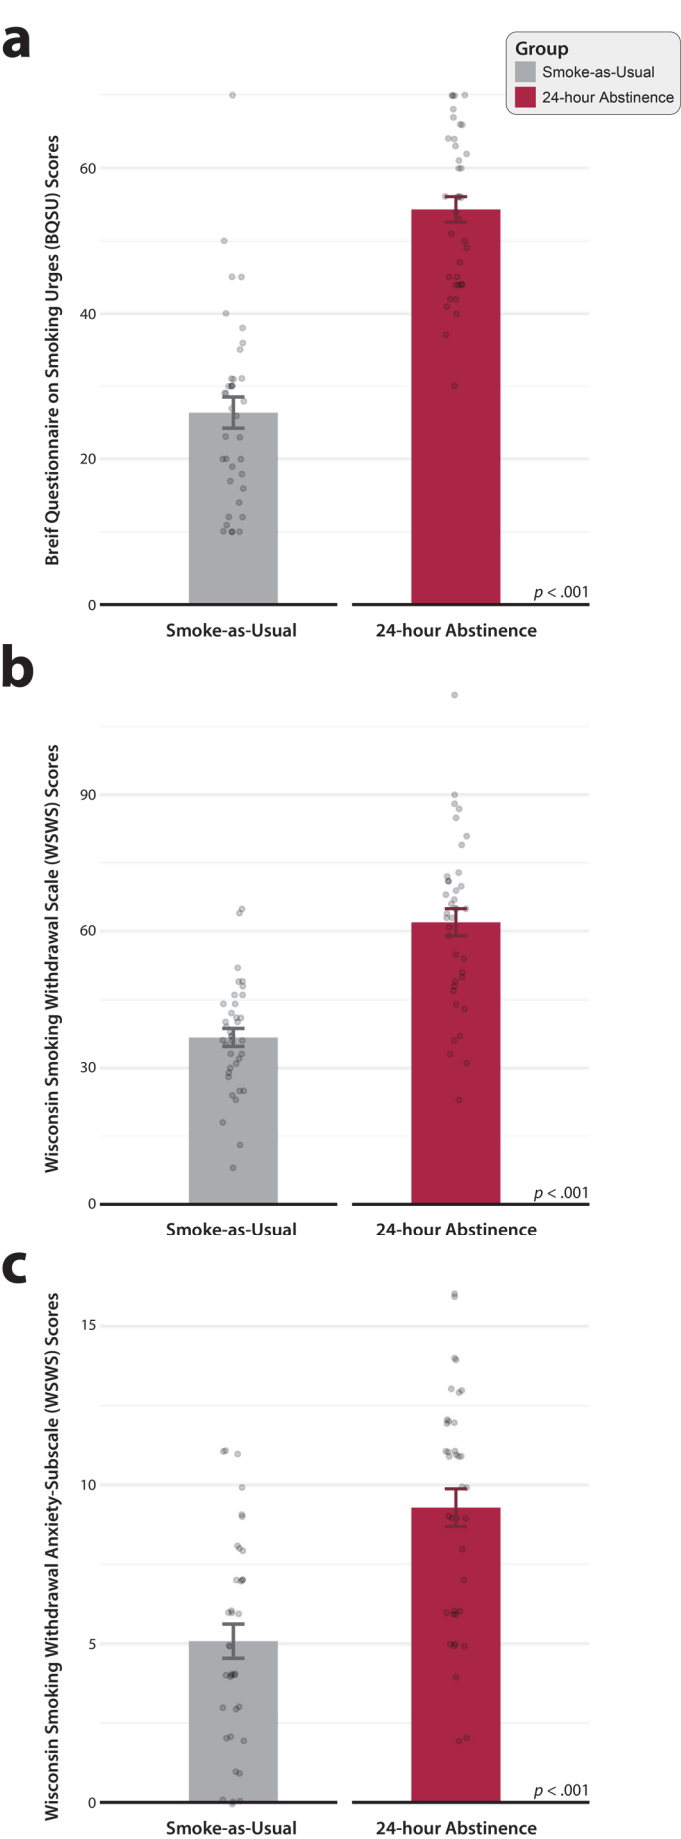 a
Group
Smoke-as-Usual
24-hour Abstinence
Breif Questionnaire on Smoking Urges (BQSU) Scores
60
40
20
0
p < .001
Smoke-as-Usual
24-hour Abstinence
b
Wisconsin Smoking Withdrawal Scale (WSWS) Scores
90
60
30
0
p < .001
Smoke-as-Usual
24-hour Abstinence
c
Wisconsin Smoking Withdrawal Anxiety-Subscale (WSWS) Scores
15
10
5
0
p < .001
Smoke-as-Usual
24-hour Abstinence